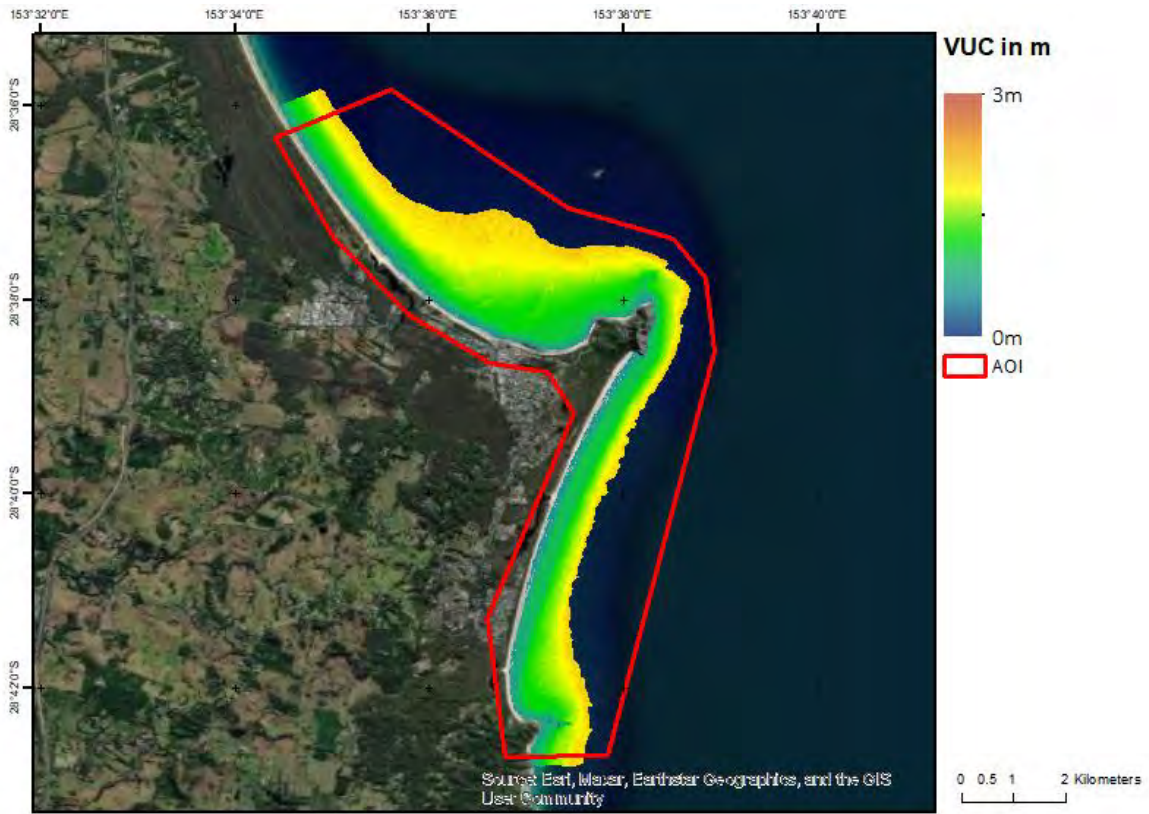 153°32'0"E 153°34'0"E 153°36'0"E 153°38'0"E 153°40'0"E
VUC in m
3m
28°36'0"S
28°38'0"S
0m
AOI
28°40'0"S
28°42'0"S
Source: Esri, Maxar, Earthstar Geographics, and the GIS
User Community
0 0.5 1 2 Kilometers